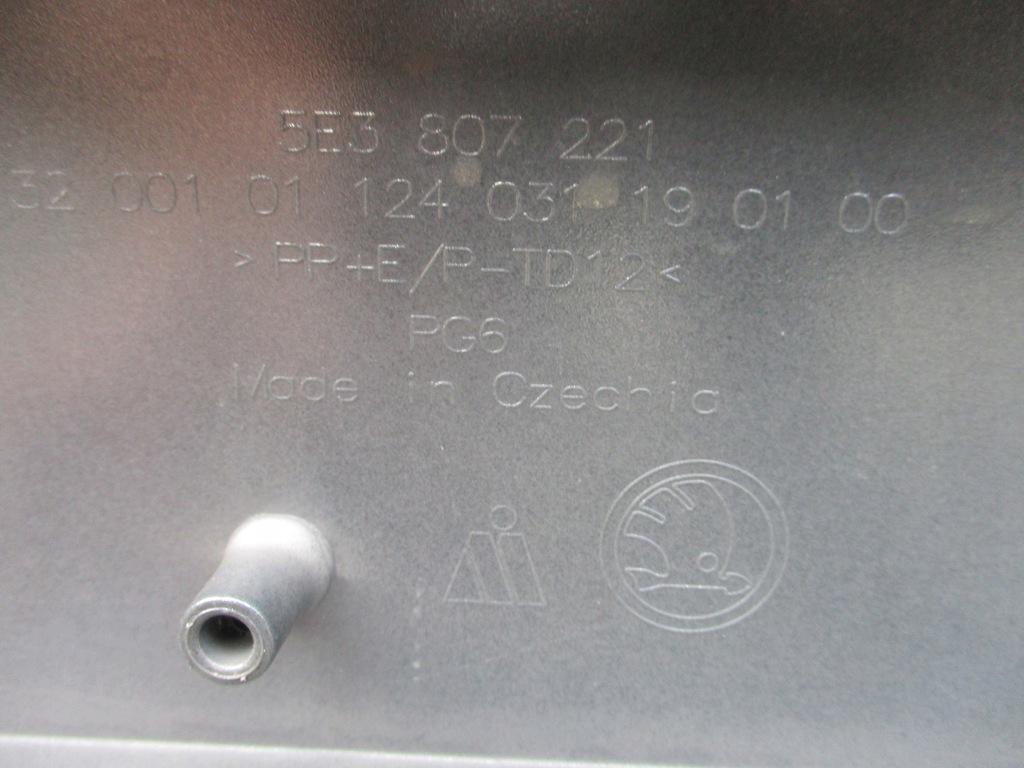 5E3 807 221
32 001 01 124 031 19 01 00
>PP+E/P-TD12<
PG6
Made in Czechia